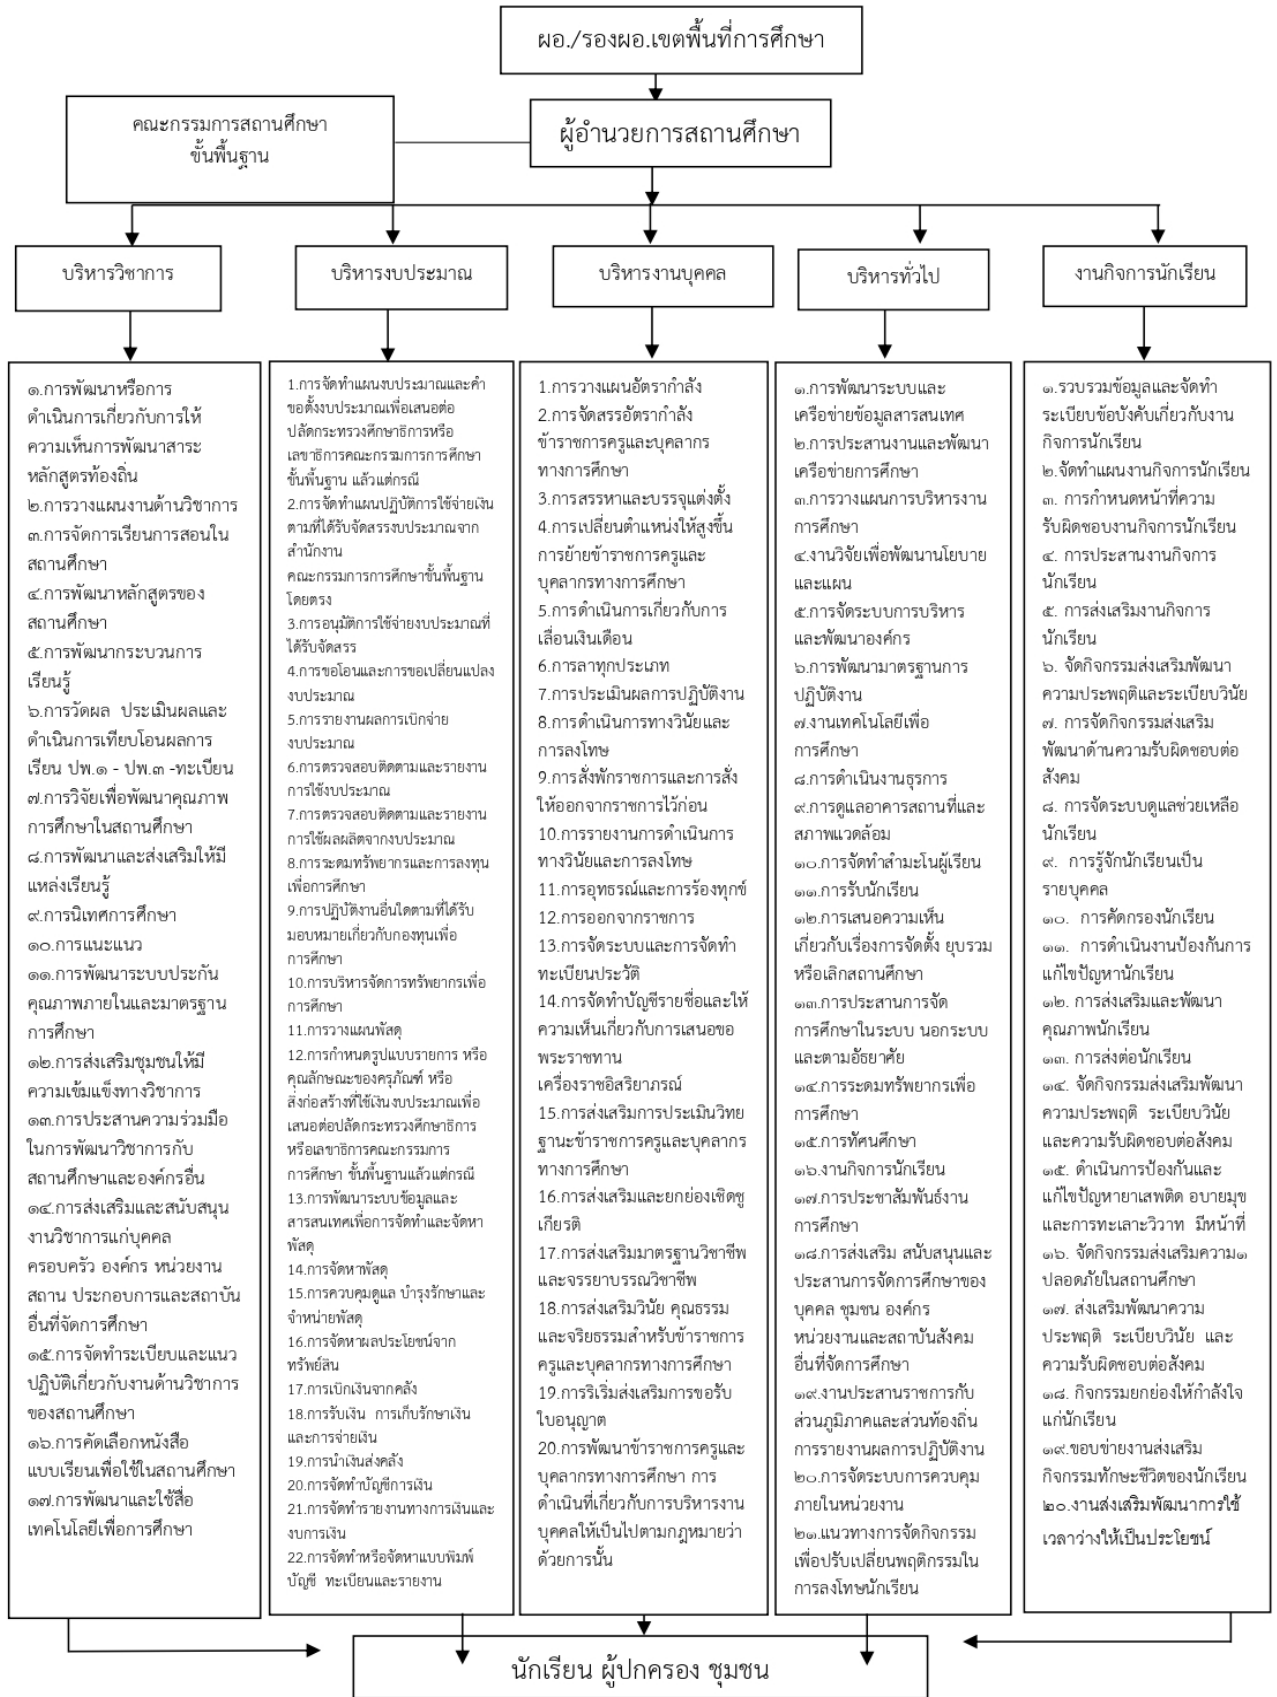 ผอ./รองผอ.เขตพื้นที่การศึกษา
คณะกรรมการสถานศึกษา
ขั้นพื้นฐาน
ผู้อำนวยการสถานศึกษา
บริหารวิชาการ
บริหารงบประมาณ
บริหารงานบุคคล
บริหารทั่วไป
งานกิจการนักเรียน
๑.การพัฒนาหรือการ
ดำเนินการเกี่ยวกับการให้
ความเห็นการพัฒนาสาระ
หลักสูตรท้องถิ่น
๒.การวางแผนงานด้านวิชาการ
๓.การจัดการเรียนการสอนใน
สถานศึกษา
๔.การพัฒนาหลักสูตรของ
สถานศึกษา
๕.การพัฒนากระบวนการ
เรียนรู้
๖.การวัดผล ประเมินผลและ
ดำเนินการเทียบโอนผลการ
เรียน ปพ.๑ - ปพ.๓ -ทะเบียน
๗.การวิจัยเพื่อพัฒนาคุณภาพ
การศึกษาในสถานศึกษา
๘.การพัฒนาและส่งเสริมให้มี
แหล่งเรียนรู้
๙.การนิเทศการศึกษา
๑๐.การแนะแนว
๑๑.การพัฒนาระบบประกัน
คุณภาพภายในและมาตรฐาน
การศึกษา
๑๒.การส่งเสริมชุมชนให้มี
ความเข้มแข็งทางวิชาการ
๑๓.การประสานความร่วมมือ
ในการพัฒนาวิชาการกับ
สถานศึกษาและองค์กรอื่น
๑๔.การส่งเสริมและสนับสนุน
งานวิชาการแก่บุคคล
ครอบครัว องค์กร หน่วยงาน
สถาน ประกอบการและสถาบัน
อื่นที่จัดการศึกษา
๑๕.การจัดทำระเบียบและแนว
ปฏิบัติเกี่ยวกับงานด้านวิชาการ
ของสถานศึกษา
๑๖.การคัดเลือกหนังสือ
แบบเรียนเพื่อใช้ในสถานศึกษา
๑๗.การพัฒนาและใช้สื่อ
เทคโนโลยีเพื่อการศึกษา
1.การจัดทำแผนงบประมาณและคำ
ขอตั้งงบประมาณเพื่อเสนอต่อ
ปลัดกระทรวงศึกษาธิการหรือ
เลขาธิการคณะกรรมการการศึกษา
ขั้นพื้นฐาน แล้วแต่กรณี
2.การจัดทำแผนปฏิบัติการใช้จ่ายเงิน
ตามที่ได้รับจัดสรรงบประมาณจาก
สำนักงาน
คณะกรรมการการศึกษาขั้นพื้นฐาน
โดยตรง
3.การอนุมัติการใช้จ่ายงบประมาณที่
ได้รับจัดสรร
4.การขอโอนและการขอเปลี่ยนแปลง
งบประมาณ
5.การรายงานผลการเบิกจ่าย
งบประมาณ
6.การตรวจสอบติดตามและรายงาน
การใช้งบประมาณ
7.การตรวจสอบติดตามและรายงาน
การใช้ผลผลิตจากงบประมาณ
8.การระดมทรัพยากรและการลงทุน
เพื่อการศึกษา
9.การปฏิบัติงานอื่นใดตามที่ได้รับ
มอบหมายเกี่ยวกับกองทุนเพื่อ
การศึกษา
10.การบริหารจัดการทรัพยากรเพื่อ
การศึกษา
11.การวางแผนพัสดุ
12.การกำหนดรูปแบบรายการ หรือ
คุณลักษณะของครุภัณฑ์ หรือ
สิ่งก่อสร้างที่ใช้เงินงบประมาณเพื่อ
เสนอต่อปลัดกระทรวงศึกษาธิการ
หรือเลขาธิการคณะกรรมการ
การศึกษา ขั้นพื้นฐานแล้วแต่กรณี
13.การพัฒนาระบบข้อมูลและ
สารสนเทศเพื่อการจัดทำและจัดหา
พัสดุ
14.การจัดหาพัสดุ
15.การควบคุมดูแล บำรุงรักษาและ
จำหน่ายพัสดุ
16.การจัดหาผลประโยชน์จาก
ทรัพย์สิน
17.การเบิกเงินจากคลัง
18.การรับเงิน การเก็บรักษาเงิน
และการจ่ายเงิน
19.การนำเงินส่งคลัง
20.การจัดทำบัญชีการเงิน
21.การจัดทำรายงานทางการเงินและ
งบการเงิน
22.การจัดทำหรือจัดหาแบบพิมพ์
บัญชี ทะเบียนและรายงาน
1.การวางแผนอัตรากำลัง
2.การจัดสรรอัตรากำลัง
ข้าราชการครูและบุคลากร
ทางการศึกษา
3.การสรรหาและบรรจุแต่งตั้ง
4.การเปลี่ยนตำแหน่งให้สูงขึ้น
การย้ายข้าราชการครูและ
บุคลากรทางการศึกษา
5.การดำเนินการเกี่ยวกับการ
เลื่อนเงินเดือน
6.การลาทุกประเภท
7.การประเมินผลการปฏิบัติงาน
8.การดำเนินการทางวินัยและ
การลงโทษ
9.การสั่งพักราชการและการสั่ง
ให้ออกจากราชการไว้ก่อน
10.การรายงานการดำเนินการ
ทางวินัยและการลงโทษ
11.การอุทธรณ์และการร้องทุกข์
12.การออกจากราชการ
13.การจัดระบบและการจัดทำ
ทะเบียนประวัติ
14.การจัดทำบัญชีรายชื่อและให้
ความเห็นเกี่ยวกับการเสนอขอ
พระราชทาน
เครื่องราชอิสริยาภรณ์
15.การส่งเสริมการประเมินวิทย
ฐานะข้าราชการครูและบุคลากร
ทางการศึกษา
16.การส่งเสริมและยกย่องเชิดชู
เกียรติ
17.การส่งเสริมมาตรฐานวิชาชีพ
และจรรยาบรรณวิชาชีพ
18.การส่งเสริมวินัย คุณธรรม
และจริยธรรมสำหรับข้าราชการ
ครูและบุคลากรทางการศึกษา
19.การริเริ่มส่งเสริมการขอรับ
ใบอนุญาต
20.การพัฒนาข้าราชการครูและ
บุคลากรทางการศึกษา การ
ดำเนินที่เกี่ยวกับการบริหารงาน
บุคคลให้เป็นไปตามกฎหมายว่า
ด้วยการนั้น
๑.การพัฒนาระบบและ
เครือข่ายข้อมูลสารสนเทศ
๒.การประสานงานและพัฒนา
เครือข่ายการศึกษา
๓.การวางแผนการบริหารงาน
การศึกษา
๔.งานวิจัยเพื่อพัฒนานโยบาย
และแผน
๕.การจัดระบบการบริหาร
และพัฒนาองค์กร
๖.การพัฒนามาตรฐานการ
ปฏิบัติงาน
๗.งานเทคโนโลยีเพื่อ
การศึกษา
๘.การดำเนินงานธุรการ
๙.การดูแลอาคารสถานที่และ
สภาพแวดล้อม
๑๐.การจัดทำสำมะโนผู้เรียน
๑๑.การรับนักเรียน
๑๒.การเสนอความเห็น
เกี่ยวกับเรื่องการจัดตั้ง ยุบรวม
หรือเลิกสถานศึกษา
๑๓.การประสานการจัด
การศึกษาในระบบ นอกระบบ
และตามอัธยาศัย
๑๔.การระดมทรัพยากรเพื่อ
การศึกษา
๑๕.การทัศนศึกษา
๑๖.งานกิจการนักเรียน
๑๗.การประชาสัมพันธ์งาน
การศึกษา
๑๘.การส่งเสริม สนับสนุนและ
ประสานการจัดการศึกษาของ
บุคคล ชุมชน องค์กร
หน่วยงานและสถาบันสังคม
อื่นที่จัดการศึกษา
๑๙.งานประสานราชการกับ
ส่วนภูมิภาคและส่วนท้องถิ่น
การรายงานผลการปฏิบัติงาน
๒๐.การจัดระบบการควบคุม
ภายในหน่วยงาน
๒๑.แนวทางการจัดกิจกรรม
เพื่อปรับเปลี่ยนพฤติกรรมใน
การลงโทษนักเรียน
๑.รวบรวมข้อมูลและจัดทำ
ระเบียบข้อบังคับเกี่ยวกับงาน
กิจการนักเรียน
๒.จัดทำแผนงานกิจการนักเรียน
๓. การกำหนดหน้าที่ความ
รับผิดชอบงานกิจการนักเรียน
๔. การประสานงานกิจการ
นักเรียน
๕. การส่งเสริมงานกิจการ
นักเรียน
๖. จัดกิจกรรมส่งเสริมพัฒนา
ความประพฤติและระเบียบวินัย
๗. การจัดกิจกรรมส่งเสริม
พัฒนาด้านความรับผิดชอบต่อ
สังคม
๘. การจัดระบบดูแลช่วยเหลือ
นักเรียน
๙. การรู้จักนักเรียนเป็น
รายบุคคล
๑๐. การคัดกรองนักเรียน
๑๑. การดำเนินงานป้องกันการ
แก้ไขปัญหานักเรียน
๑๒. การส่งเสริมและพัฒนา
คุณภาพนักเรียน
๑๓. การส่งต่อนักเรียน
๑๔. จัดกิจกรรมส่งเสริมพัฒนา
ความประพฤติ ระเบียบวินัย
และความรับผิดชอบต่อสังคม
๑๕. ดำเนินการป้องกันและ
แก้ไขปัญหายาเสพติด อบายมุข
และการทะเลาะวิวาท มีหน้าที่
๑๖. จัดกิจกรรมส่งเสริมความ๑
ปลอดภัยในสถานศึกษา
๑๗. ส่งเสริมพัฒนาความ
ประพฤติ ระเบียบวินัย และ
ความรับผิดชอบต่อสังคม
๑๘. กิจกรรมยกย่องให้กำลังใจ
แก่นักเรียน
๑๙.ขอบข่ายงานส่งเสริม
กิจกรรมทักษะชีวิตของนักเรียน
๒๐.งานส่งเสริมพัฒนาการใช้
เวลาว่างให้เป็นประโยชน์
นักเรียน ผู้ปกครอง ชุมชน